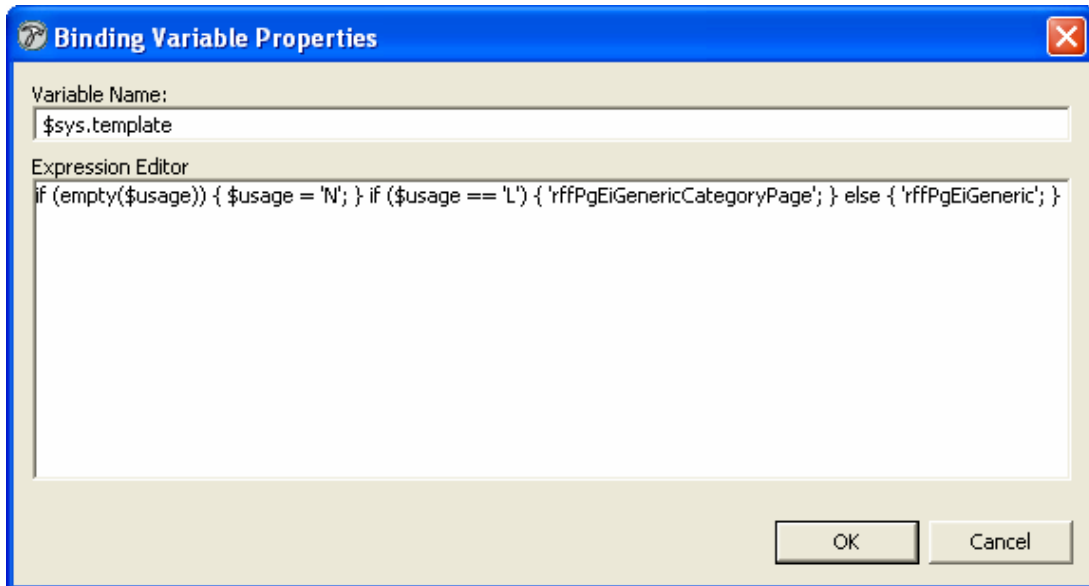 Binding Variable Properties
Variable Name:
$sys.template
Expression Editor
if (empty($usage)) { $usage = 'N'; } if ($usage == 'L') { 'rffPgEiGenericCategoryPage'; } else { 'rffPgEiGeneric'; }
OK Cancel